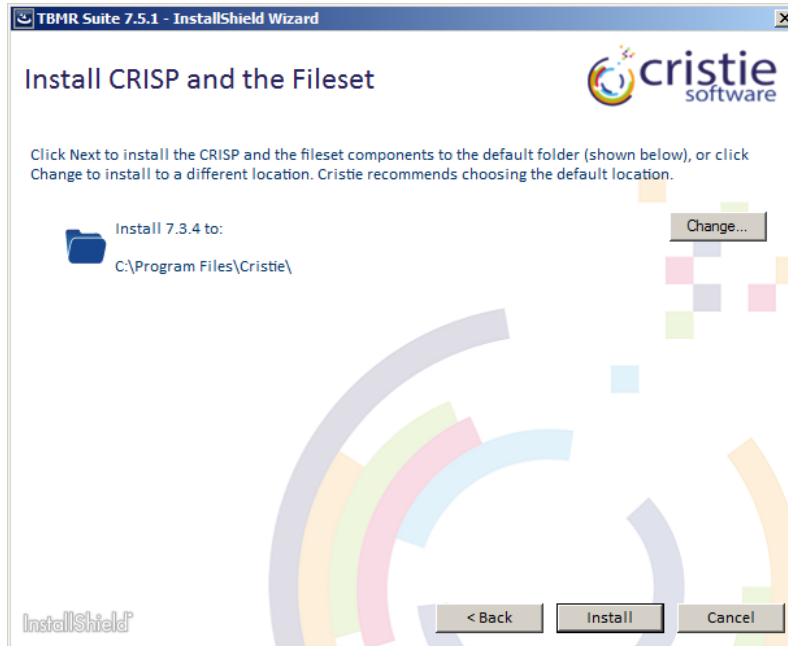 TBMR Suite 7.5.1 - InstallShield Wizard
Install CRISP and the Fileset
cristie
software
Click Next to install the CRISP and the fileset components to the default folder (shown below), or click
Change to install to a different location. Cristie recommends choosing the default location.
Install 7.3.4 to:
Change...
C:\Program Files\Cristie\
InstallShield
< Back
Install
Cancel